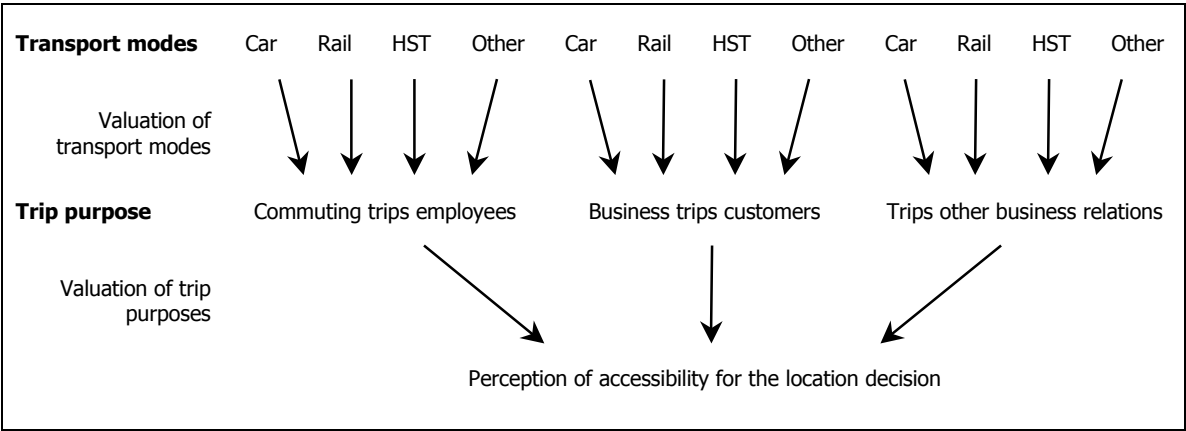 Transport modes Car Rail HST Other Car Rail HST Other Car Rail HST Other
Valuation of
transport modes
Trip purpose Commuting trips employees Business trips customers Trips other business relations
Valuation of trip
purposes
Perception of accessibility for the location decision